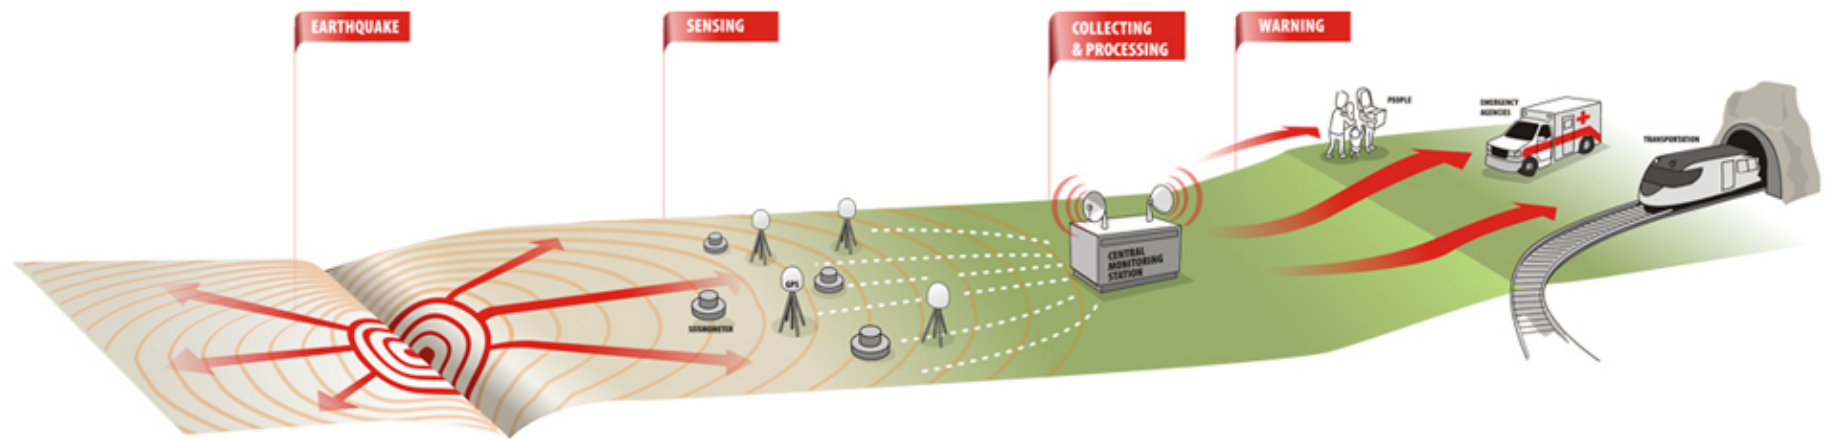 EARTHQUAKE
SENSING
COLLECTING
& PROCESSING
WARNING
PEOPLE
EMERGENCY
AGENCIES
TRANSPORTATION
CENTRAL
MONITORING
STATION
GPS
SEISMOMETER